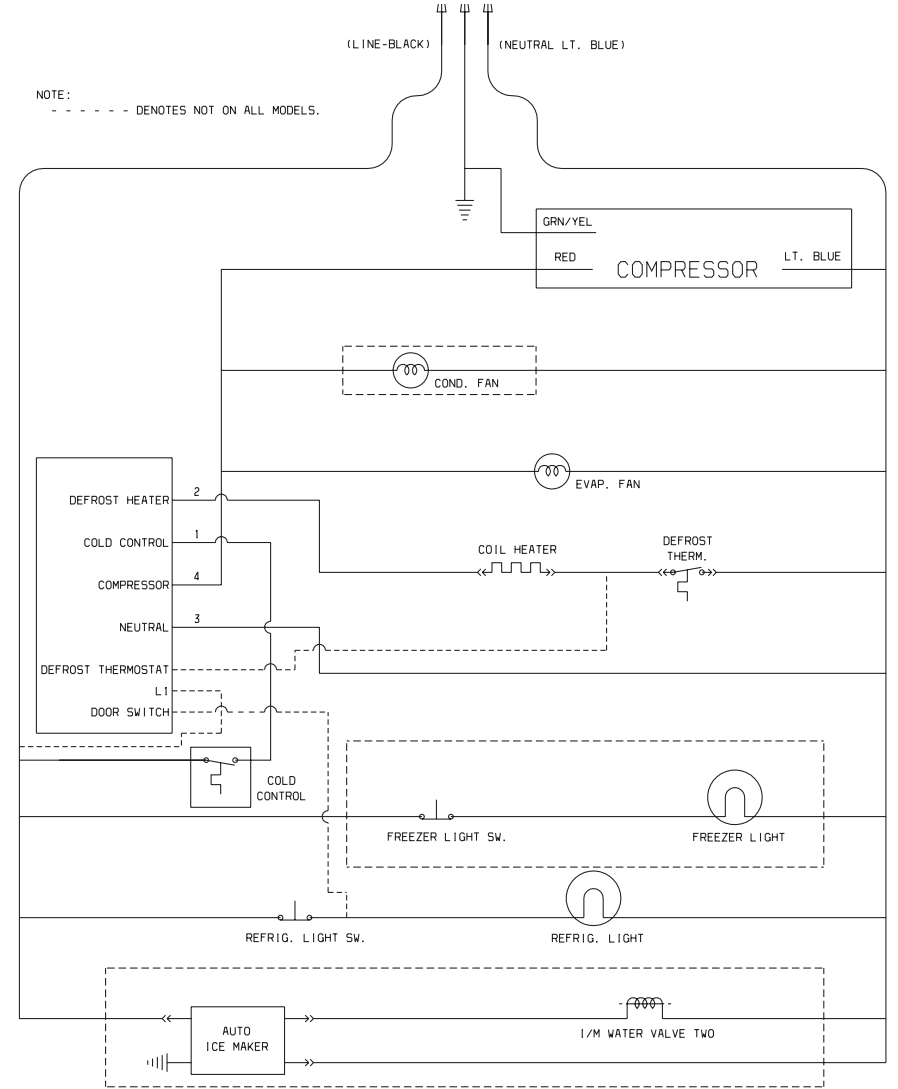 (LINE-BLACK)
(NEUTRAL LT. BLUE)
NOTE:
- - - - - - DENOTES NOT ON ALL MODELS.
GRN/YEL
RED
COMPRESSOR
LT. BLUE
COND. FAN
EVAP. FAN
DEFROST HEATER
2
COLD CONTROL
1
COMPRESSOR
4
NEUTRAL
3
DEFROST THERMOSTAT
L1
DOOR SWITCH
COIL HEATER
DEFROST
THERM.
COLD
CONTROL
FREEZER LIGHT SW.
FREEZER LIGHT
REFRIG. LIGHT SW.
REFRIG. LIGHT
AUTO
ICE MAKER
I/M WATER VALVE TWO